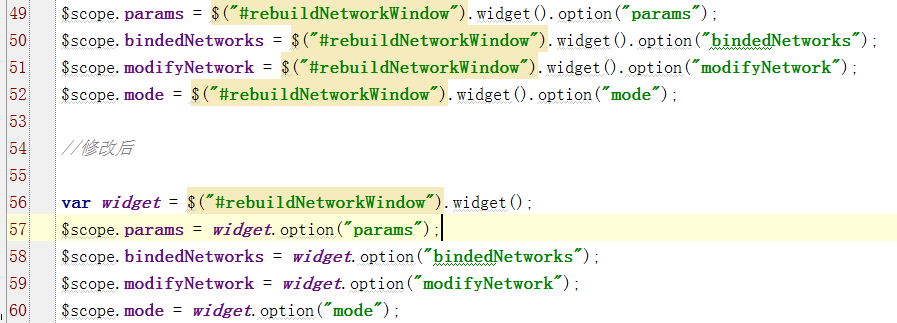 49 $scope.params = $("#rebuildNetworkWindow").widget().option("params");
50 $scope.bindedNetworks = $("#rebuildNetworkWindow").widget().option("bindedNetworks");
51 $scope.modifyNetwork = $("#rebuildNetworkWindow").widget().option("modifyNetwork");
52 $scope.mode = $("#rebuildNetworkWindow").widget().option("mode");
53
54 //修改后
55
56 var widget = $("#rebuildNetworkWindow").widget();
57 $scope.params = widget.option("params");
58 $scope.bindedNetworks = widget.option("bindedNetworks");
59 $scope.modifyNetwork = widget.option("modifyNetwork");
60 $scope.mode = widget.option("mode");